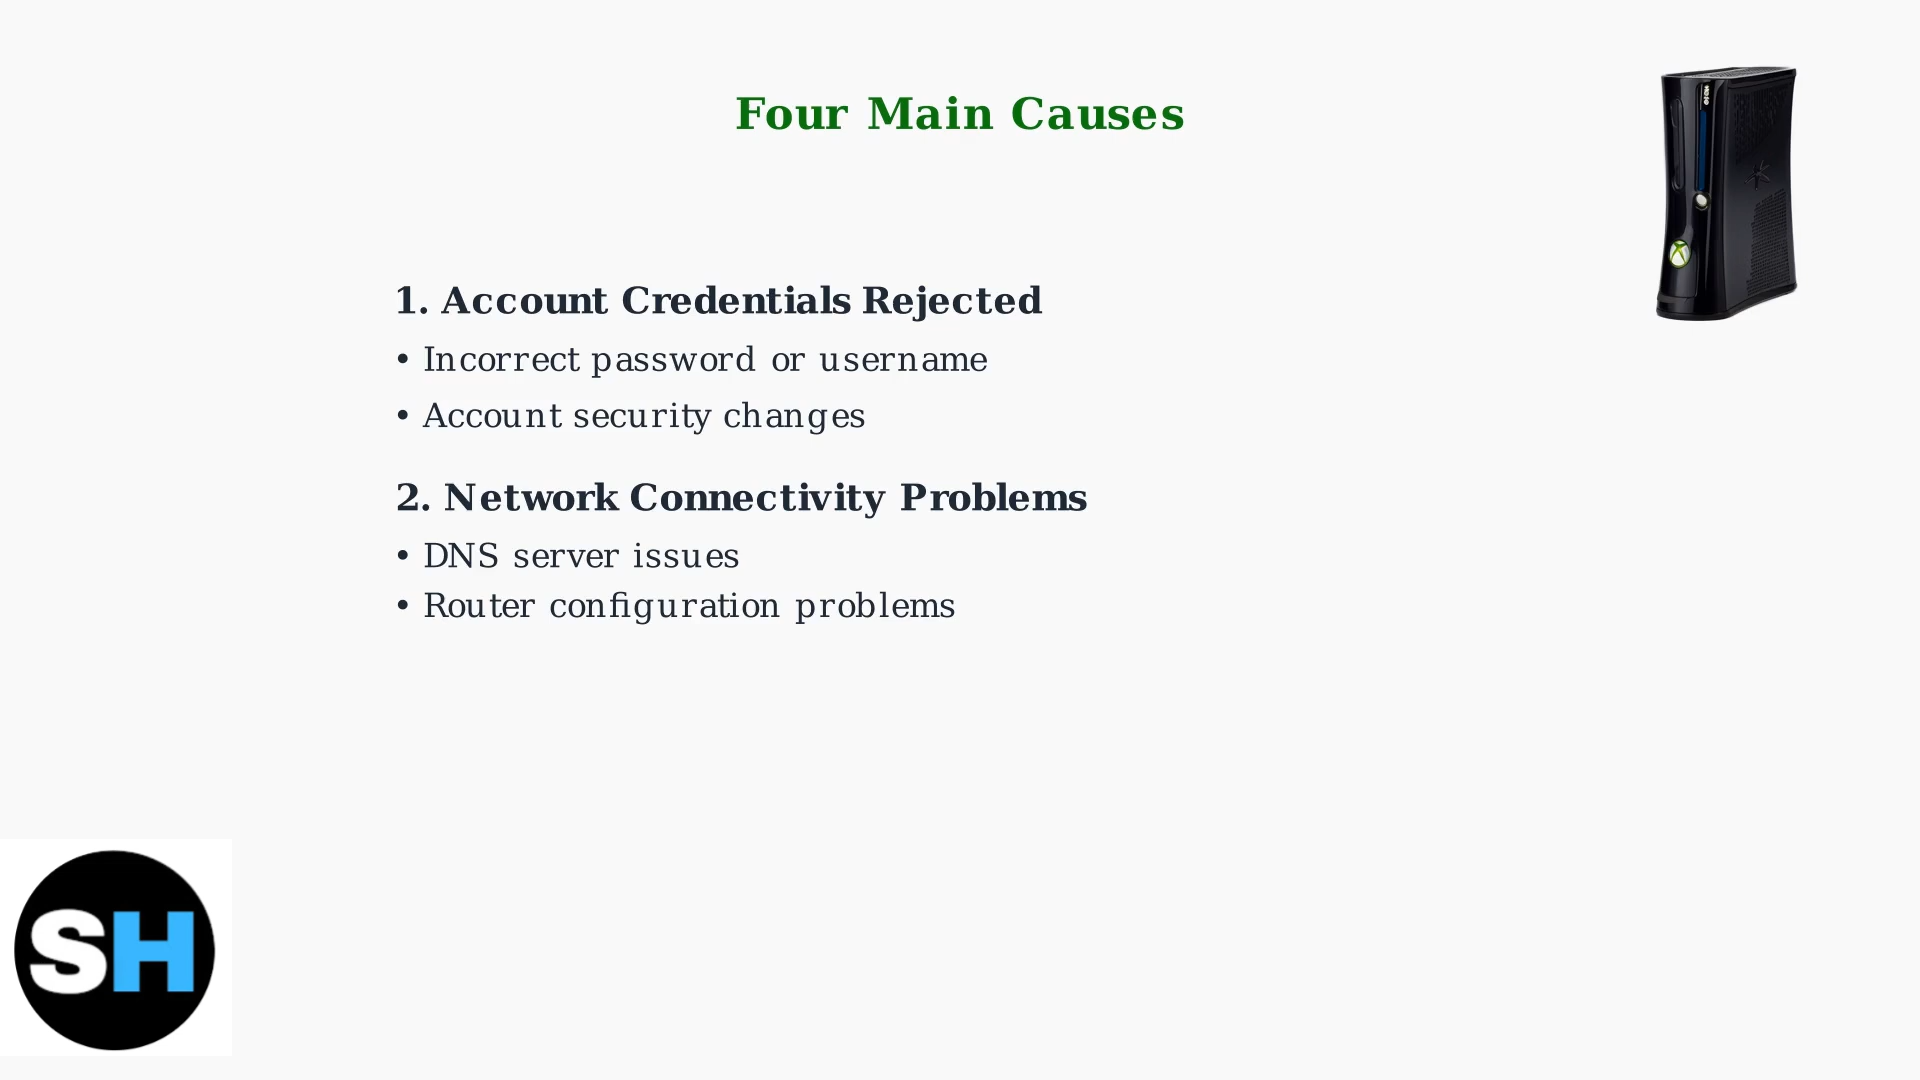 Four Main Causes
1. Account Credentials Rejected
• Incorrect password or username
• Account security changes
2. Network Connectivity Problems
• DNS server issues
• Router configuration problems
SH